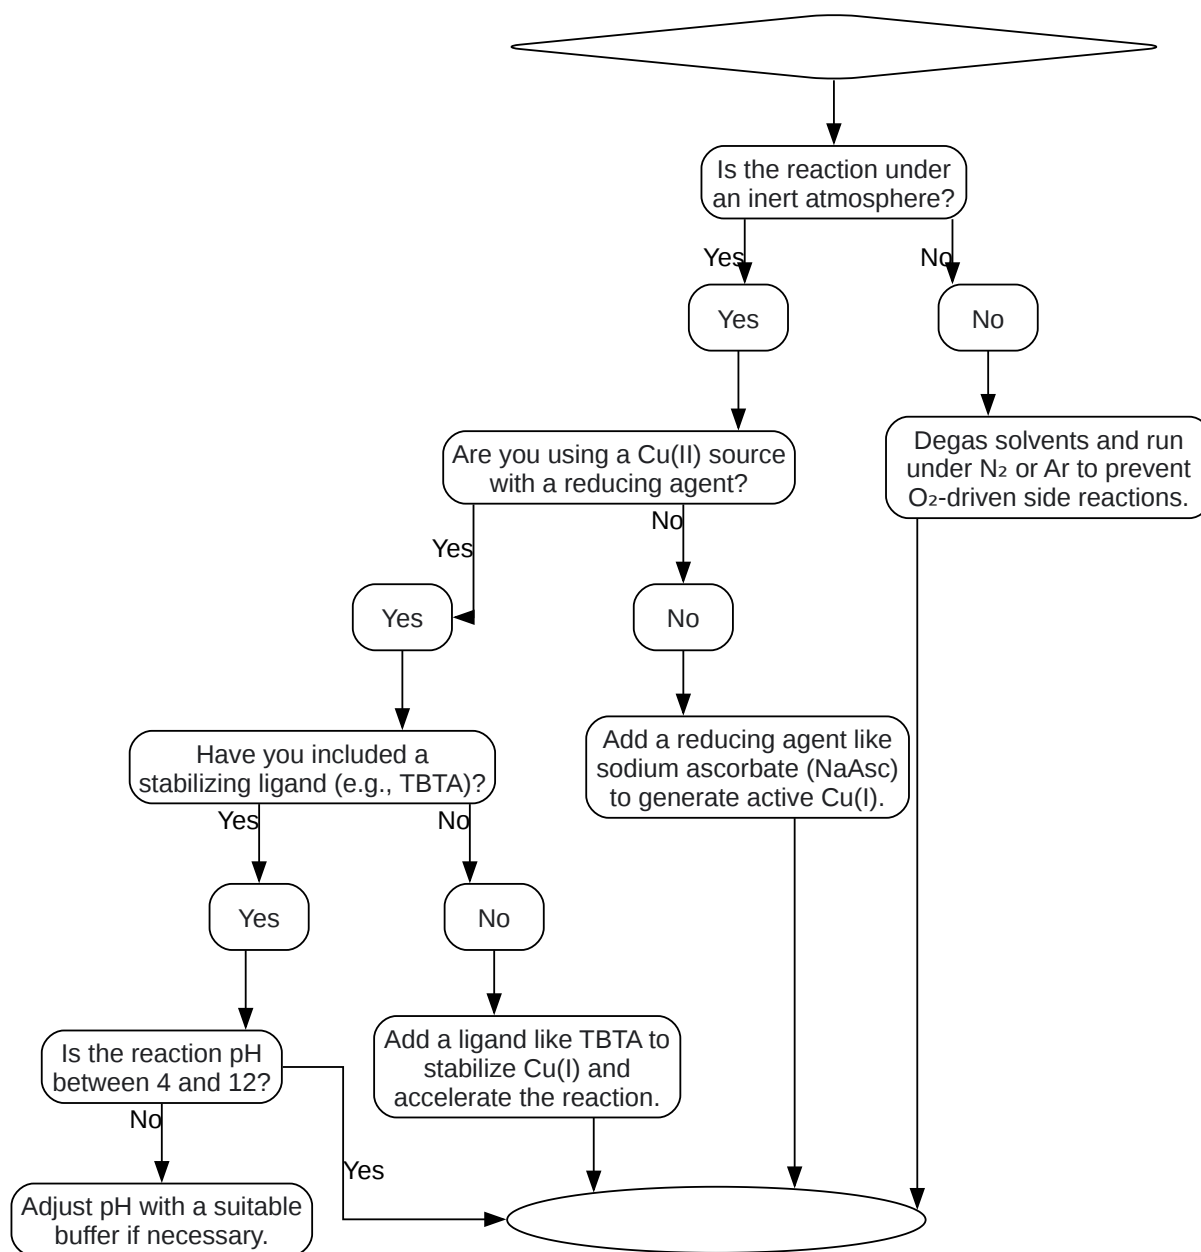 Is the reaction under
an inert atmosphere?
Yes
No
Yes
No
Degas solvents and run
under N₂ or Ar to prevent
O₂-driven side reactions.
Are you using a Cu(II) source
with a reducing agent?
No
Yes
Yes
No
Add a reducing agent like
sodium ascorbate (NaAsc)
to generate active Cu(I).
Have you included a
stabilizing ligand (e.g., TBTA)?
Yes
No
Yes
No
Add a ligand like TBTA to
stabilize Cu(I) and
accelerate the reaction.
Is the reaction pH
between 4 and 12?
No
Yes
Adjust pH with a suitable
buffer if necessary.